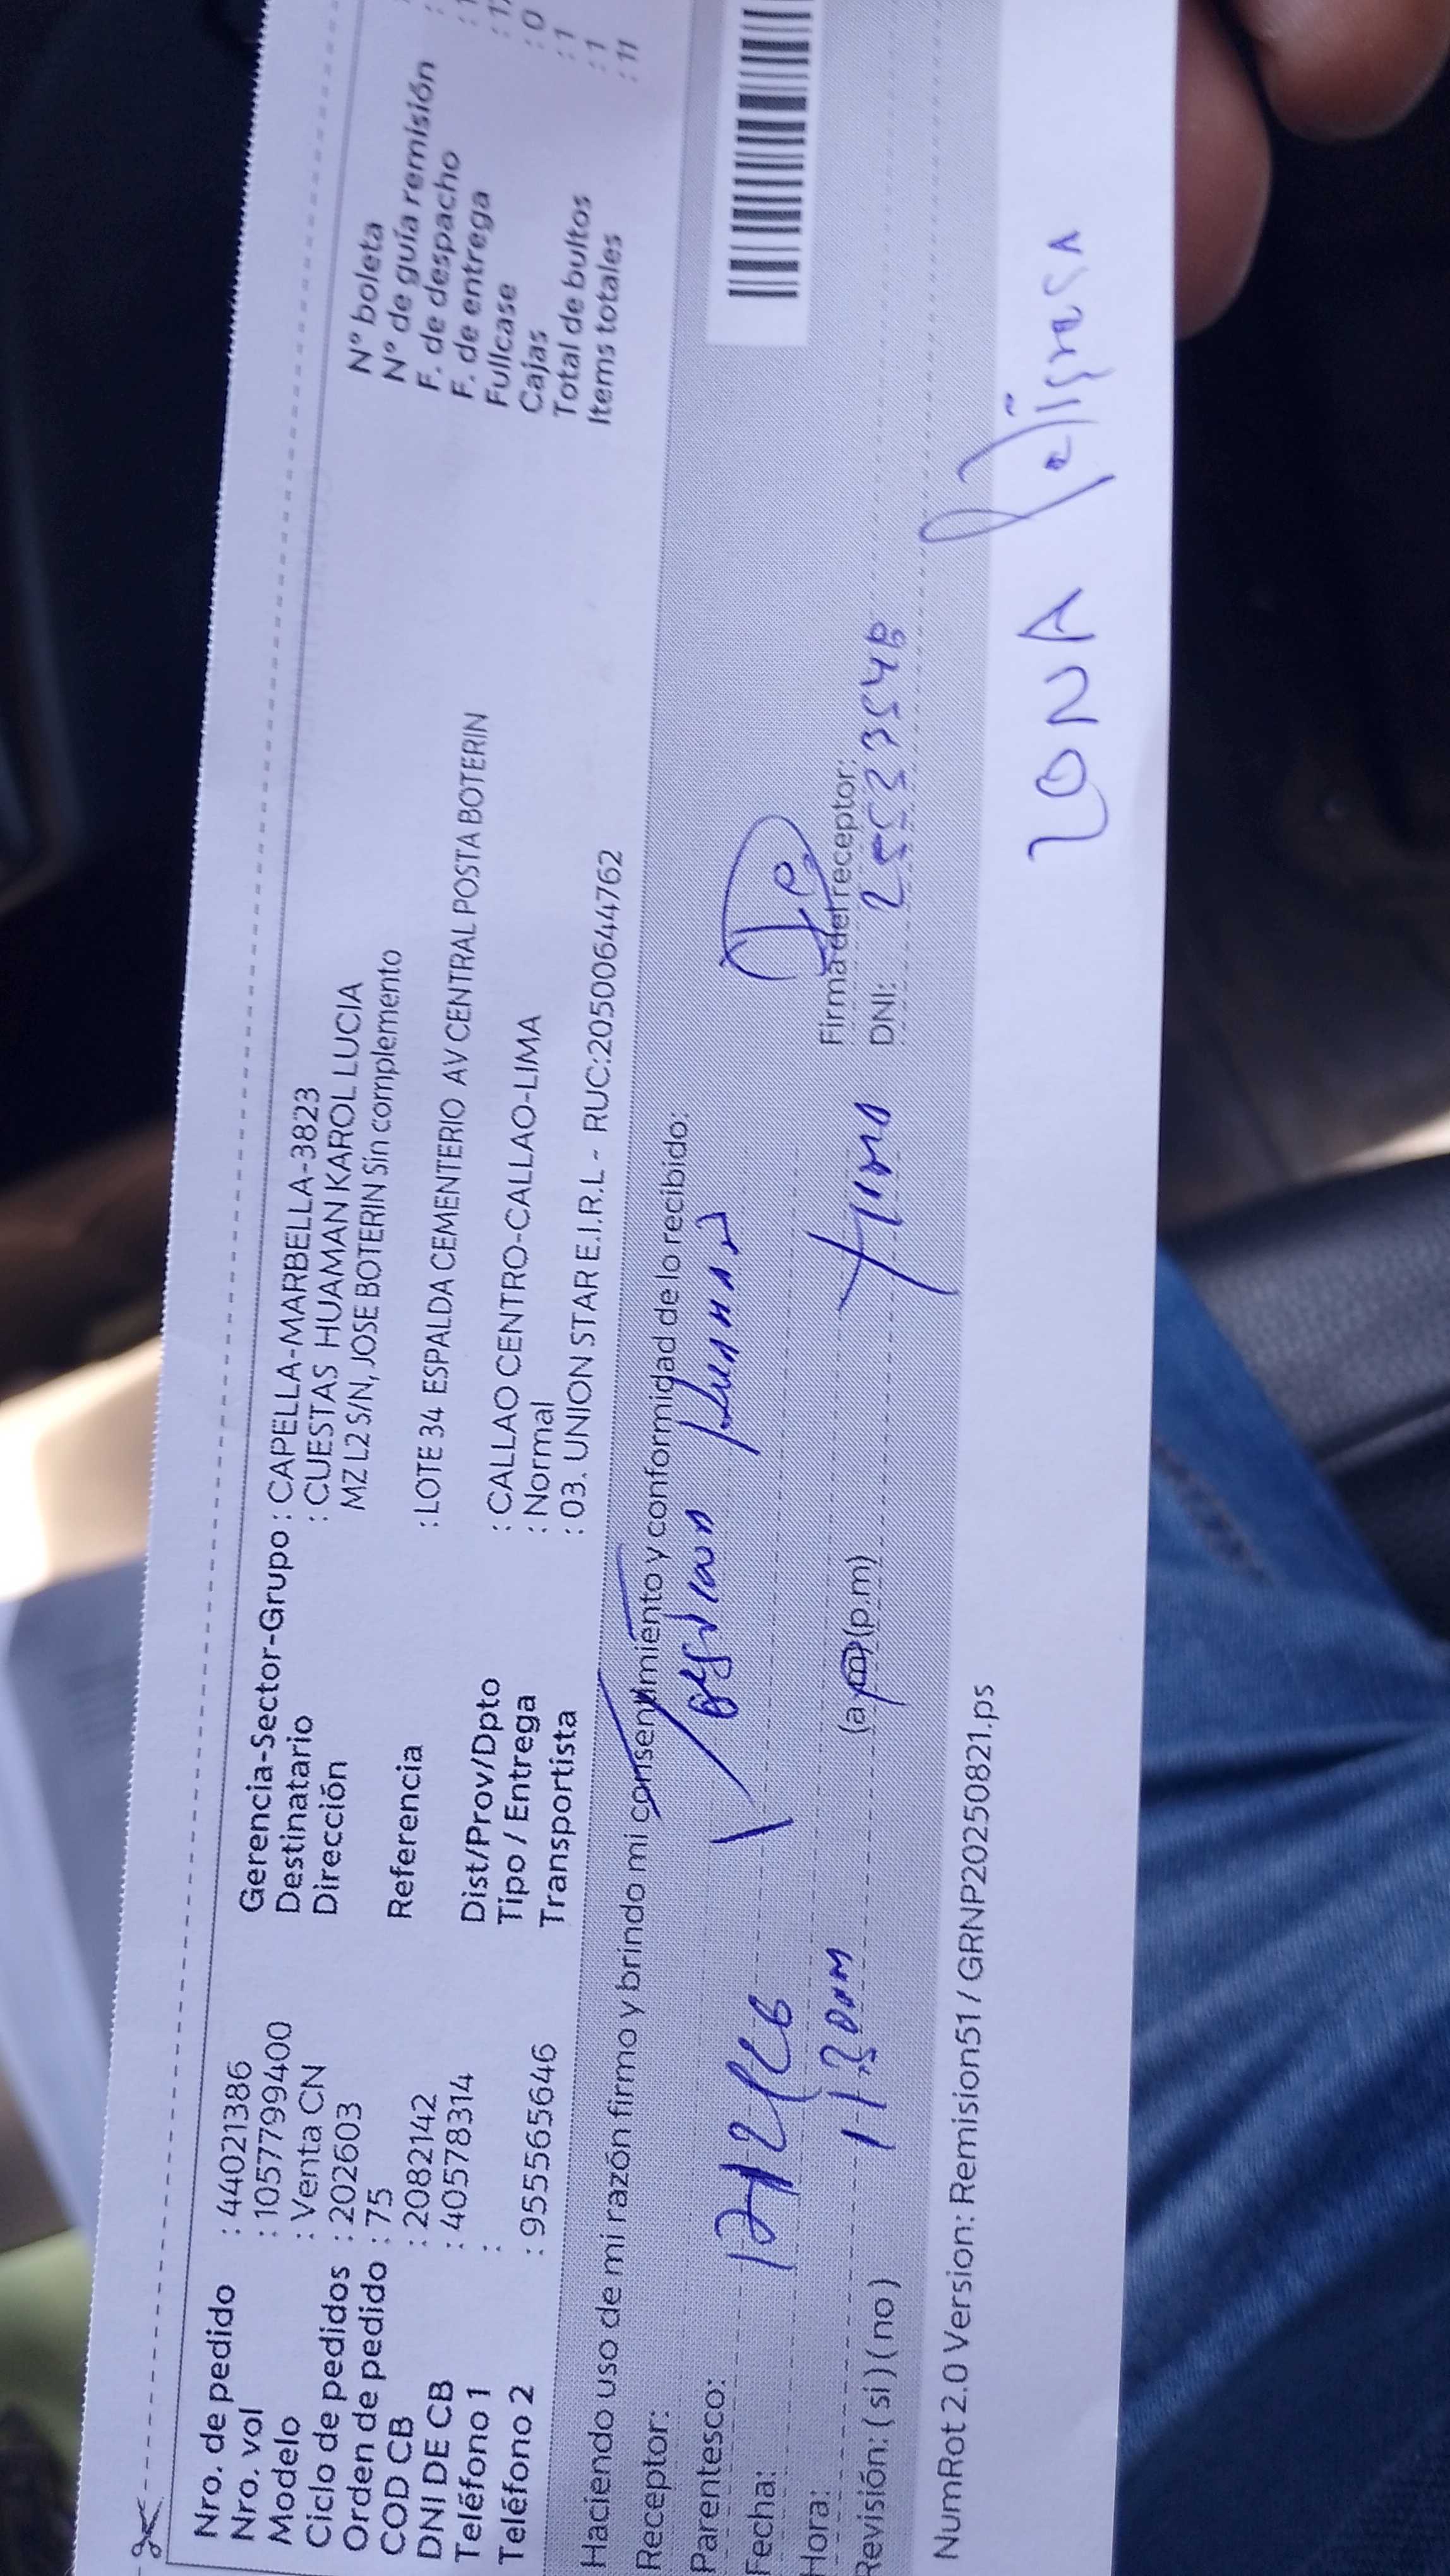 Nro. de pedido : 44021386
Nro. vol : 1057799400
Modelo : Venta CN
Ciclo de pedidos : 202603
Orden de pedido : 75
COD CB : 2082142
DNI DE CB : 40578314
Teléfono 1 :
Teléfono 2 : 955565646
Gerencia-Sector-Grupo : CAPELLA-MARBELLA-3823
Destinatario : CUESTAS HUAMAN KAROL LUCIA
Dirección MZ L2 S/N, JOSE BOTERIN Sin complemento
Referencia : LOTE 34 ESPALDA CEMENTERIO AV CENTRAL POSTA BOTERIN
Dist/Prov/Dpto : CALLAO CENTRO-CALLAO-LIMA
Tipo / Entrega : Normal
Transportista : 03. UNION STAR E.I.R.L - RUC:20500644762
N° boleta
N° de guía remisión
F. de despacho
F. de entrega
Fullcase
Cajas : 0
Total de bultos : 1
Items totales : 11
Haciendo uso de mi razón firmo y brindo mi consentimiento y conformidad de lo recibido:
Receptor:
Parentesco:
Fecha:
Hora: (a.m) (p.m)
Firma del receptor:
Revisión: ( si ) ( no )
DNI:
NumRot 2.0 Version: Remision51 / GRNP20250821.ps
ZONA Peligrosa